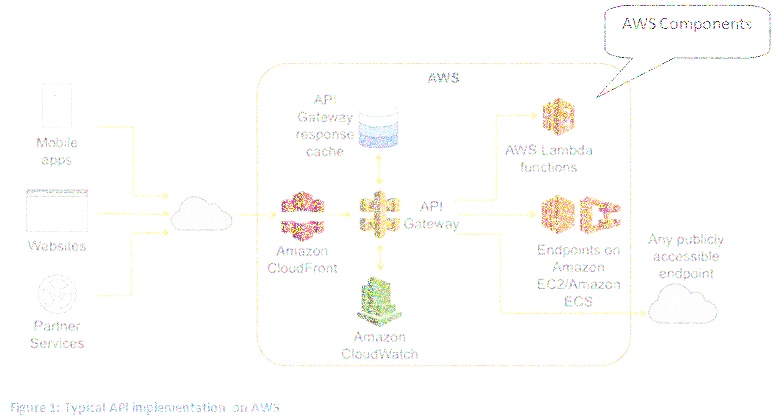 AWS Components
AWS
API
Gateway
response
cache
Mobile
apps
AWS Lambda
functions
Websites
API
Gateway
Amazon
CloudFront
Endpoints on
Amazon
EC2/Amazon
ECS
Any publicly
accessible
endpoint
Partner
Services
Amazon
CloudWatch
Figure 1: Typical API implementation on AWS